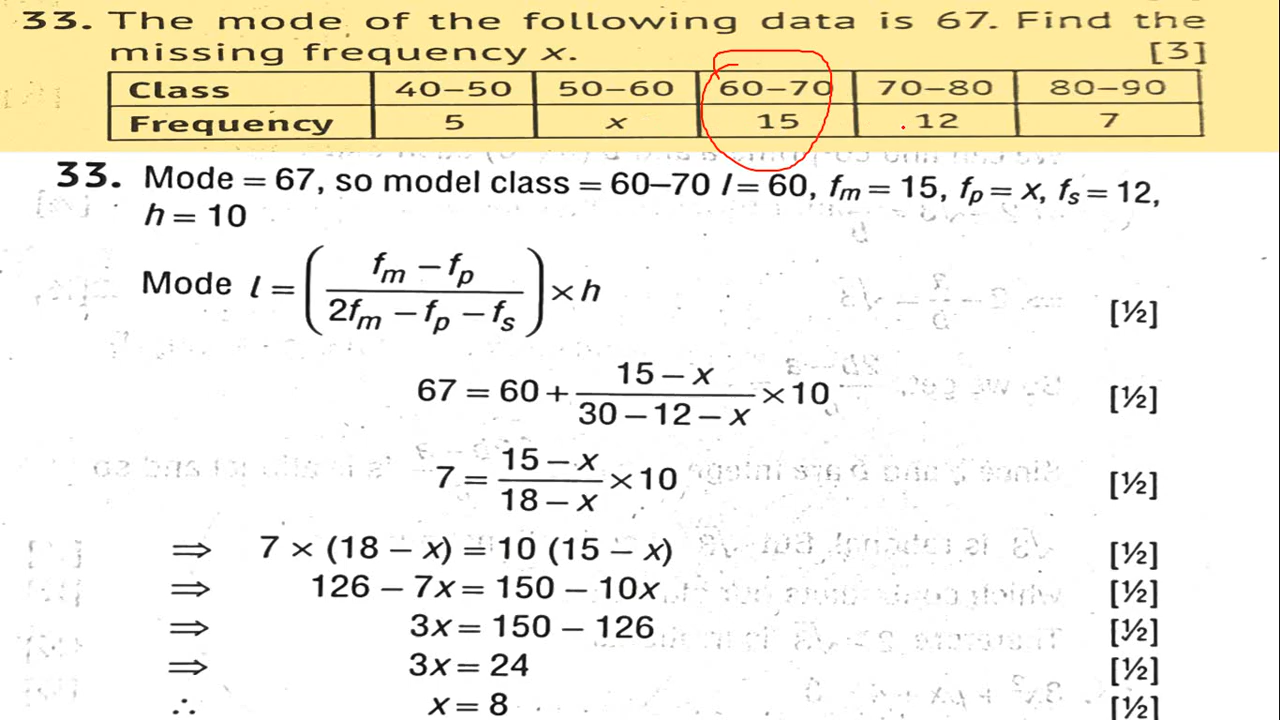 33. The mode of the following data is 67. Find the
missing frequency x. [3]
Class 40–50 50–60 60–70 70–80 80–90
Frequency 5 x 15 12 7
33. Mode = 67, so model class = 60–70 l = 60, fm = 15, fp = x, fs = 12,
h = 10
Mode l = ( (fm – fp) / (2fm – fp – fs) ) × h [½]
67 = 60 + (15 – x) / (30 – 12 – x) × 10 [½]
7 = (15 – x) / (18 – x) × 10 [½]
⇒ 7 × (18 – x) = 10 (15 – x) [½]
⇒ 126 – 7x = 150 – 10x [½]
⇒ 3x = 150 – 126 [½]
⇒ 3x = 24 [½]
∴ x = 8 [½]